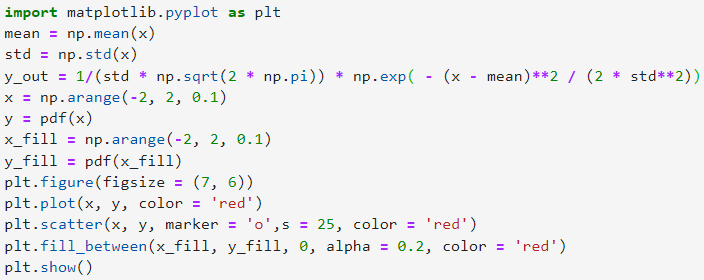 import matplotlib.pyplot as plt
mean = np.mean(x)
std = np.std(x)
y_out = 1/(std * np.sqrt(2 * np.pi)) * np.exp( - (x - mean)**2 / (2 * std**2))
x = np.arange(-2, 2, 0.1)
y = pdf(x)
x_fill = np.arange(-2, 2, 0.1)
y_fill = pdf(x_fill)
plt.figure(figsize = (7, 6))
plt.plot(x, y, color = 'red')
plt.scatter(x, y, marker = 'o',s = 25, color = 'red')
plt.fill_between(x_fill, y_fill, 0, alpha = 0.2, color = 'red')
plt.show()